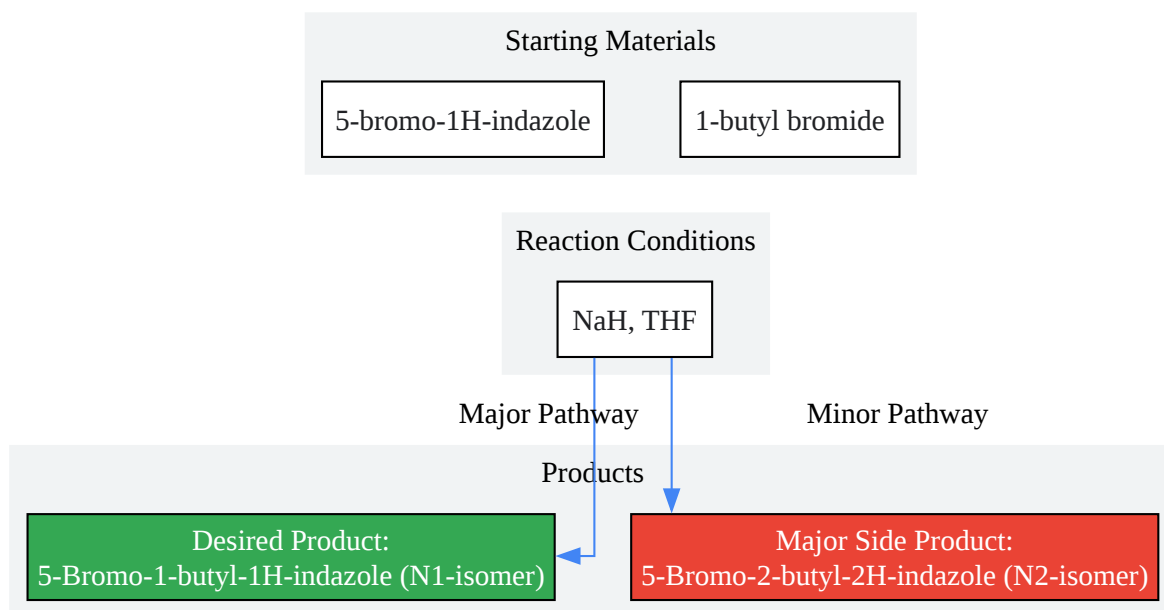 Starting Materials
5-bromo-1H-indazole
1-butyl bromide
Reaction Conditions
NaH, THF
Major Pathway
Minor Pathway
Products
Desired Product:
5-Bromo-1-butyl-1H-indazole (N1-isomer)
Major Side Product:
5-Bromo-2-butyl-2H-indazole (N2-isomer)